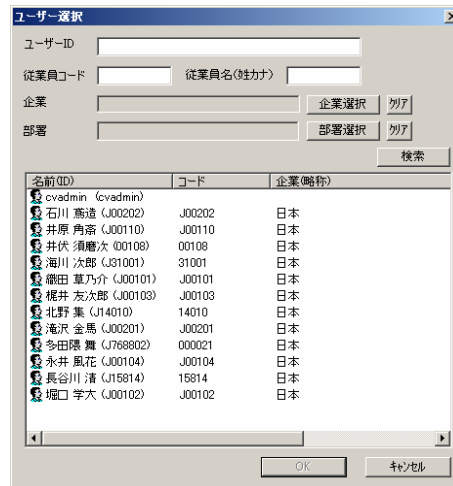 ユーザー選択
ユーザーID
従業員コード 従業員名(姓カナ)
企業 企業選択 クリア
部署 部署選択 クリア
検索
名前(ID) コード 企業(略称)
cvadmin (cvadmin)
石川 蔦造 (J00202) J00202 日本
井原 角斎 (J00110) J00110 日本
井伏 須磨次 (00108) 00108 日本
海川 次郎 (J31001) 31001 日本
織田 草乃介 (J00101) J00101 日本
梶井 友次郎 (J00103) J00103 日本
北野 集 (J14010) 14010 日本
滝沢 金馬 (J00201) J00201 日本
多田隈 舞 (J768802) 000021 日本
永井 風花 (J00104) J00104 日本
長谷川 清 (J15814) 15814 日本
堀口 学大 (J00102) J00102 日本
OK キャンセル